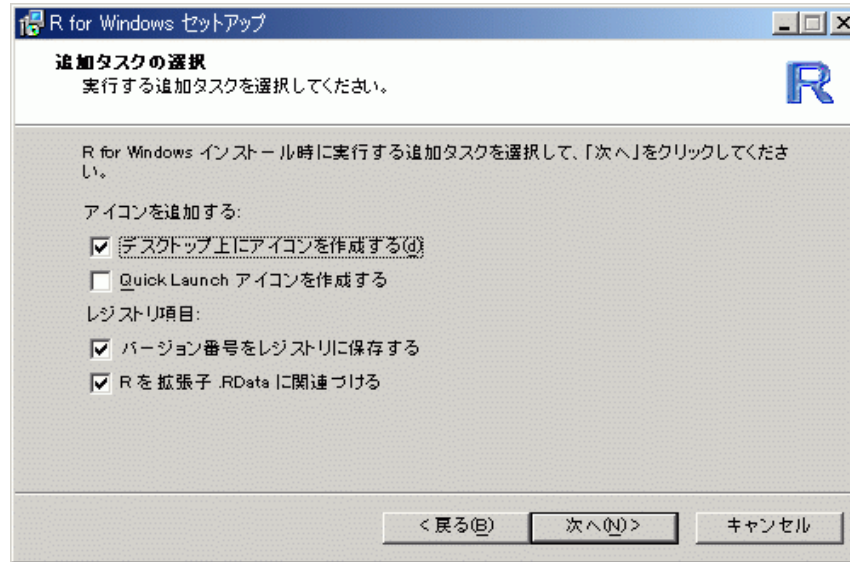 R for Windows セットアップ
追加タスクの選択
実行する追加タスクを選択してください。
R
R for Windows インストール時に実行する追加タスクを選択して、「次へ」をクリックしてくださ
い。
アイコンを追加する:
デスクトップ上にアイコンを作成する(d)
Quick Launch アイコンを作成する
レジストリ項目:
バージョン番号をレジストリに保存する
R を拡張子 .RData に関連づける
< 戻る(B) 次へ(N) > キャンセル